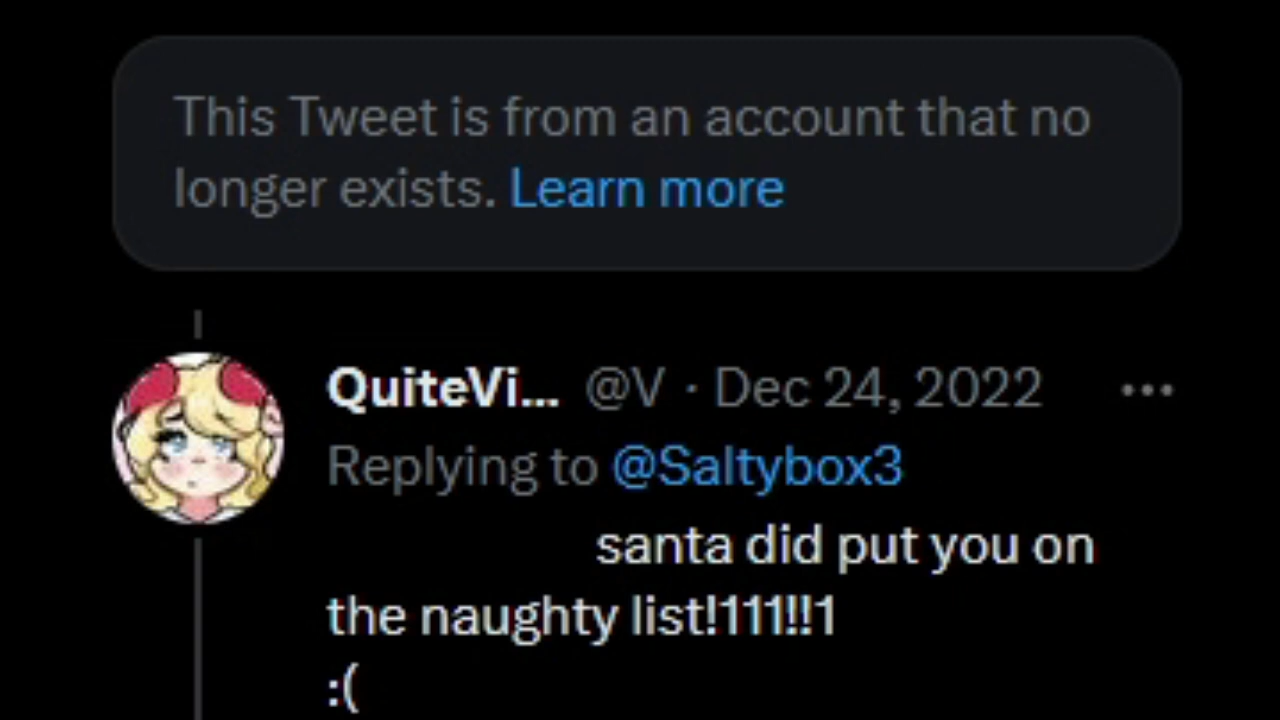 This Tweet is from an account that no
longer exists. Learn more
QuiteVi... @V · Dec 24, 2022
Replying to @Saltybox3
santa did put you on
the naughty list!111!!1
:(